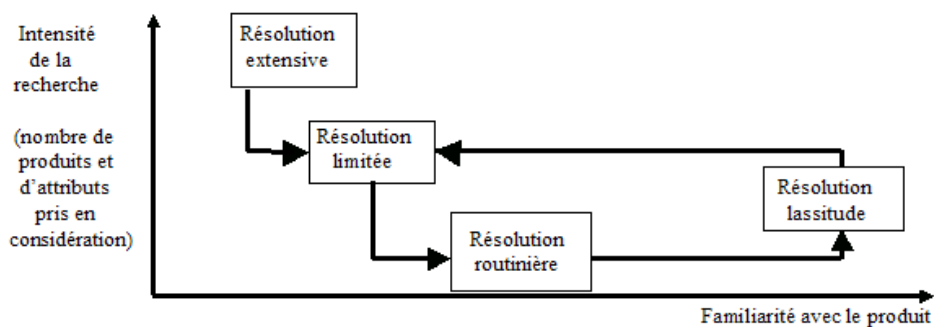 Intensité
de la
recherche
(nombre de
produits et
d'attributs
pris en
considération)
Résolution
extensive
Résolution
limitée
Résolution
routinière
Résolution
lassitude
Familiarité avec le produit